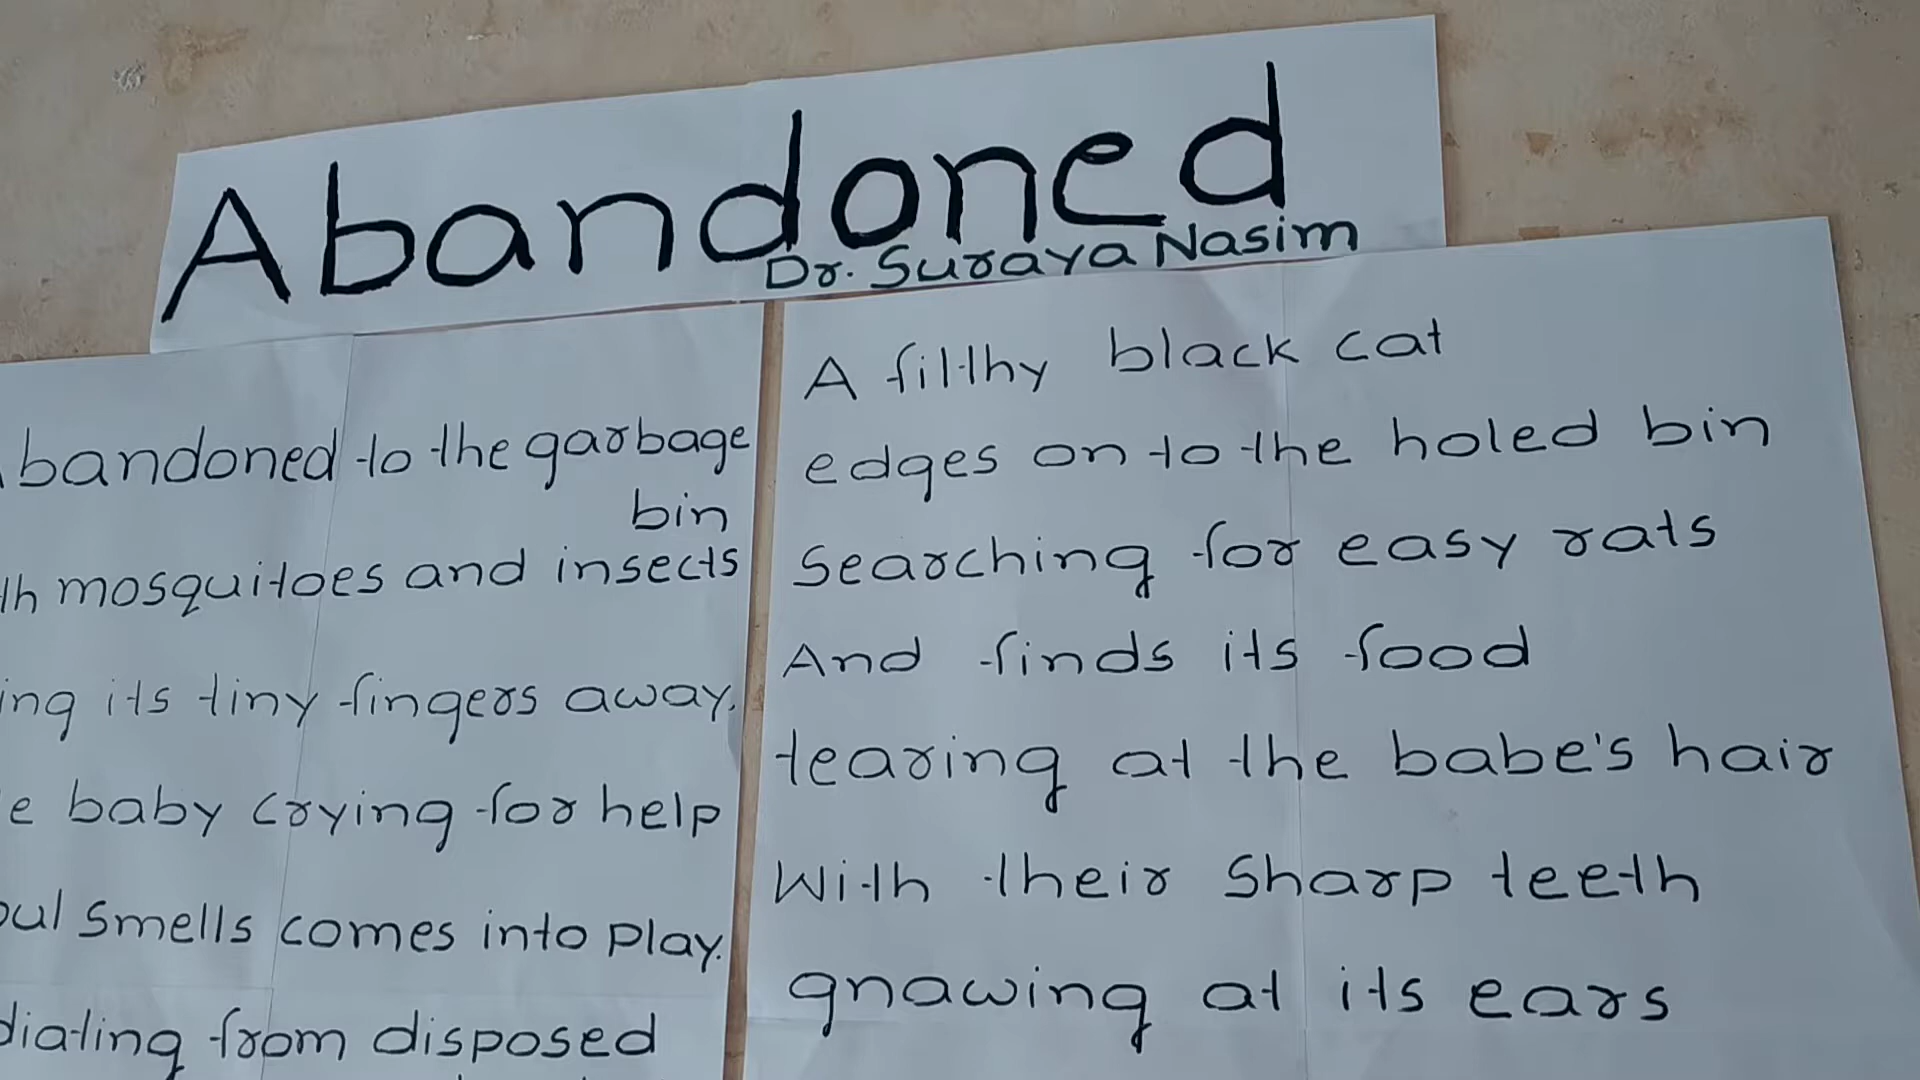 Abandoned
Dr. Suraya Nasim
bandoned to the garbage
bin
mosquitoes and insects
its tiny fingers away.
baby crying for help
smells comes into play.
from disposed
A filthy black cat
edges on to the holed bin
Searching for easy rats
And finds its food
tearing at the babe's hair
With their sharp teeth
gnawing at its ears